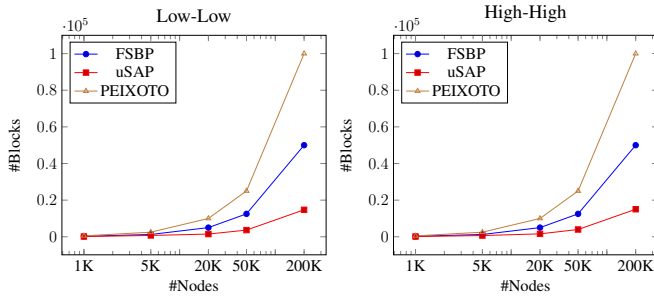 Low-Low
·10^5
1
0.8
0.6
0.4
0.2
0
#Blocks
FSBP
uSAP
PEIXOTO
1K 5K 20K 50K 200K
#Nodes
High-High
·10^5
1
0.8
0.6
0.4
0.2
0
#Blocks
FSBP
uSAP
PEIXOTO
1K 5K 20K 50K 200K
#Nodes